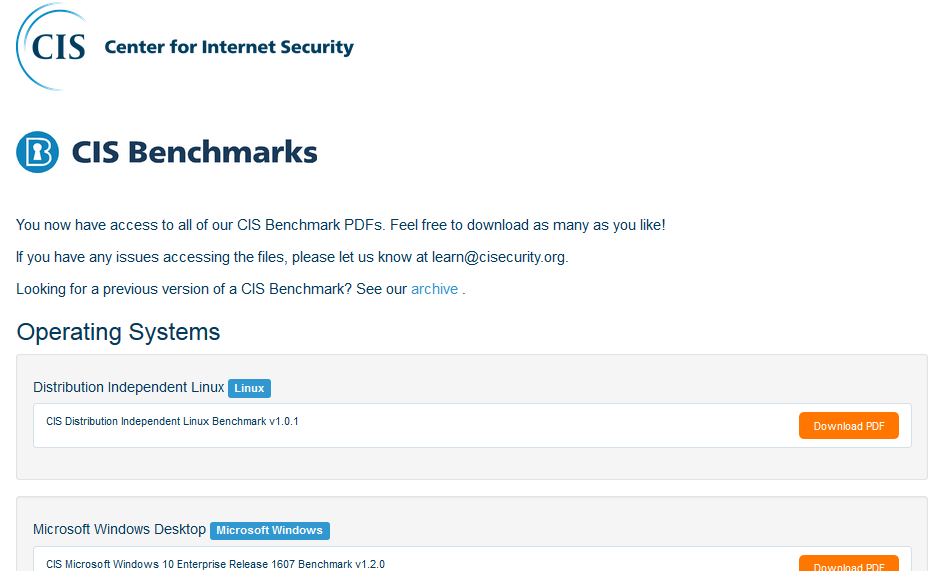 CIS Center for Internet Security
CIS Benchmarks
You now have access to all of our CIS Benchmark PDFs. Feel free to download as many as you like!
If you have any issues accessing the files, please let us know at learn@cisecurity.org.
Looking for a previous version of a CIS Benchmark? See our archive .
Operating Systems
Distribution Independent Linux Linux
CIS Distribution Independent Linux Benchmark v1.0.1 Download PDF
Microsoft Windows Desktop Microsoft Windows
CIS Microsoft Windows 10 Enterprise Release 1607 Benchmark v1.2.0 Download PDF